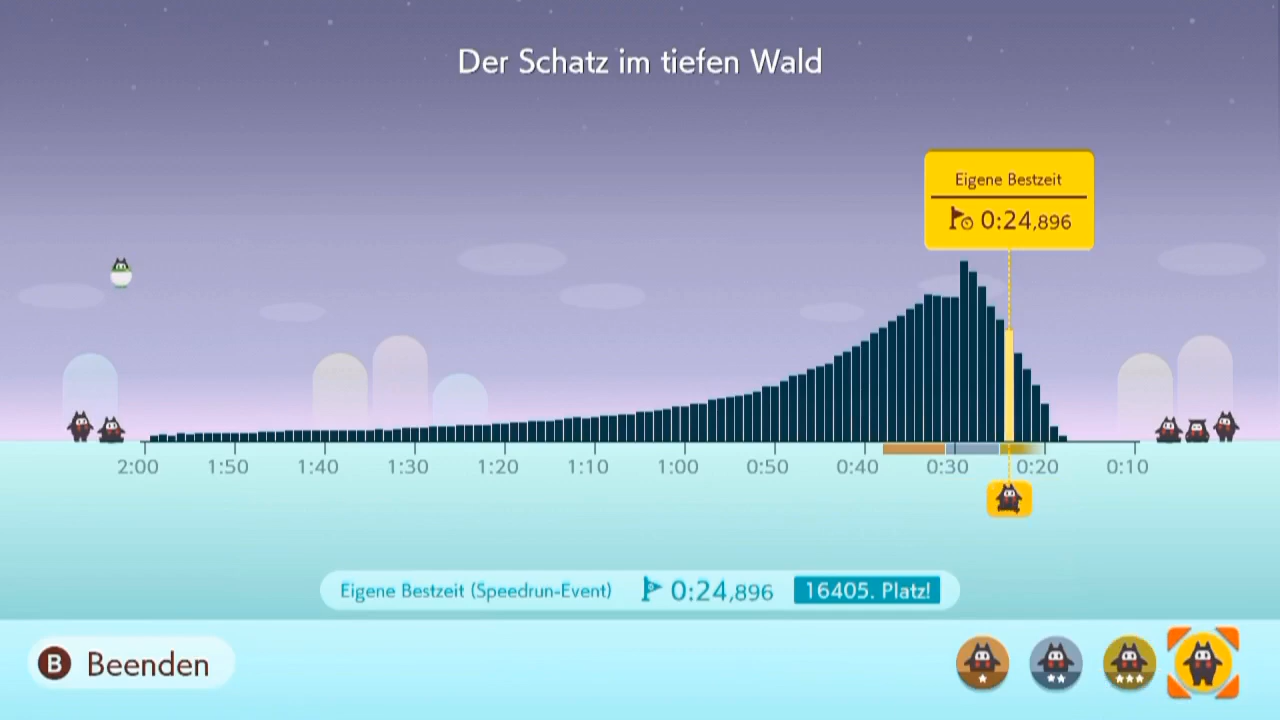 Der Schatz im tiefen Wald
Eigene Bestzeit
0:24,896
2:00 1:50 1:40 1:30 1:20 1:10 1:00 0:50 0:40 0:30 0:20 0:10
Eigene Bestzeit (Speedrun-Event) 0:24,896 16405. Platz!
B Beenden